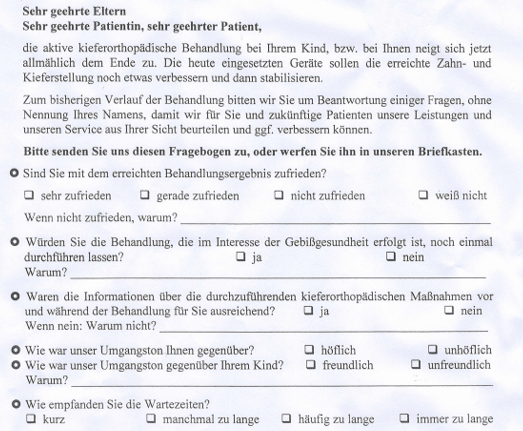 Sehr geehrte Eltern
Sehr geehrte Patientin, sehr geehrter Patient,
die aktive kieferorthopädische Behandlung bei Ihrem Kind, bzw. bei Ihnen neigt sich jetzt
allmählich dem Ende zu. Die heute eingesetzten Geräte sollen die erreichte Zahn- und
Kieferstellung noch etwas verbessern und dann stabilisieren.
Zum bisherigen Verlauf der Behandlung bitten wir Sie um Beantwortung einiger Fragen, ohne
Nennung Ihres Namens, damit wir für Sie und zukünftige Patienten unsere Leistungen und
unseren Service aus Ihrer Sicht beurteilen und ggf. verbessern können.
Bitte senden Sie uns diesen Fragebogen zu, oder werfen Sie ihn in unseren Briefkasten.
Sind Sie mit dem erreichten Behandlungsergebnis zufrieden?
❑ sehr zufrieden ❑ gerade zufrieden ❑ nicht zufrieden ❑ weiß nicht
Wenn nicht zufrieden, warum?
Würden Sie die Behandlung, die im Interesse der Gebißgesundheit erfolgt ist, noch einmal
durchführen lassen? ❑ ja ❑ nein
Warum?
Waren die Informationen über die durchzuführenden kieferorthopädischen Maßnahmen vor
und während der Behandlung für Sie ausreichend? ❑ ja ❑ nein
Wenn nein: Warum nicht?
Wie war unser Umgangston Ihnen gegenüber? ❑ höflich ❑ unhöflich
Wie war unser Umgangston gegenüber Ihrem Kind? ❑ freundlich ❑ unfreundlich
Warum?
Wie empfanden Sie die Wartezeiten?
❑ kurz ❑ manchmal zu lange ❑ häufig zu lange ❑ immer zu lange